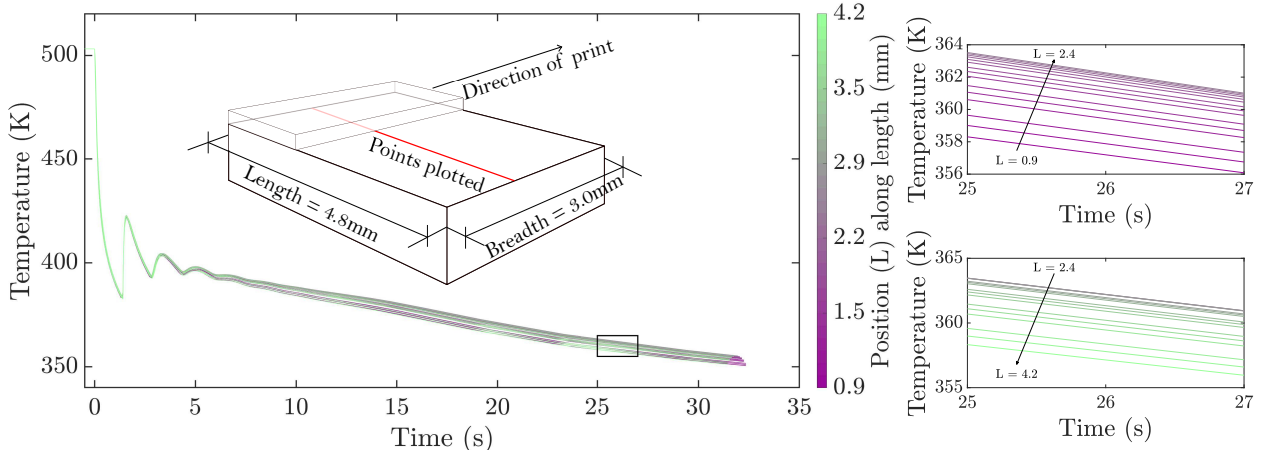 500
450
400
350
Temperature (K)
0
5
10
15
20
25
30
35
Time (s)
Direction of print
Points plotted
Length = 4.8mm
Breadth = 3.0mm
4.2
3.5
2.9
2.2
1.5
0.9
Position (L) along length (mm)
364
362
360
358
356
Temperature (K)
L = 2.4
L = 0.9
25
26
27
Time (s)
365
360
355
Temperature (K)
L = 2.4
L = 4.2
25
26
27
Time (s)